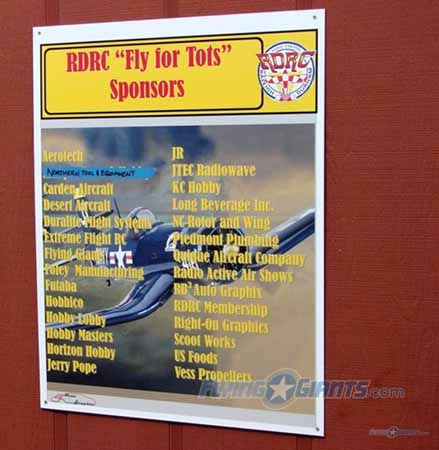 RDRC "Fly for Tots"
Sponsors
RDRC
Aerotech
NORTHERN TOOL & EQUIPMENT
Carden Aircraft
Desert Aircraft
Duralite Flight Systems
Extreme Flight RC
Flying Giants
Foley Manufacturing
Futaba
Hobbico
Hobby Lobby
Hobby Masters
Horizon Hobby
Jerry Pope
JR
JTEC Radiowave
KC Hobby
Long Beverage Inc.
NC Rotor and Wing
Piedmont Plumbing
Quique Aircraft Company
Radio Active Air Shows
RD Auto Graphix
RDRC Membership
Right-On Graphics
Scoot Works
US Foods
Vess Propellers
FLYINGGIANTS.com